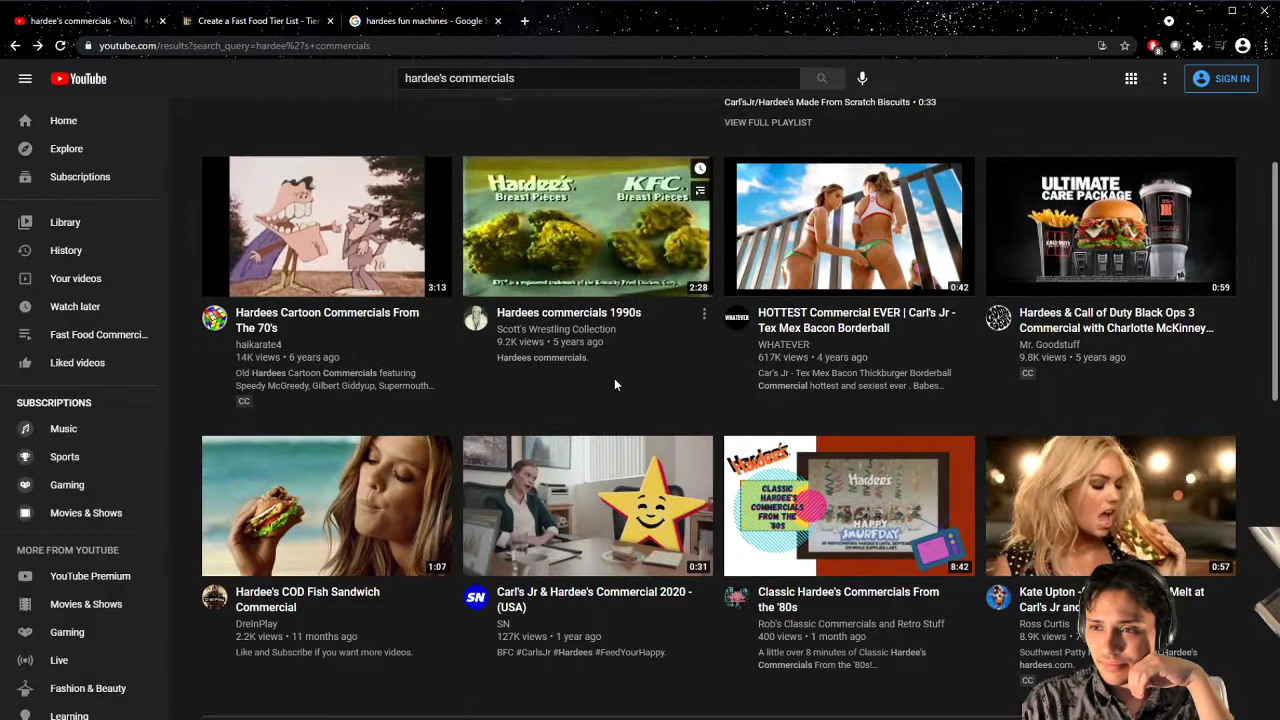 hardee's commercials - YouT
Create a Fast Food Tier List - Tier
hardees fun machines - Google S
youtube.com/results?search_query=hardee%27s+commercials
YouTube
hardee's commercials
SIGN IN
Home
Explore
Subscriptions
Library
History
Your videos
Watch later
Fast Food Commerci...
Liked videos
SUBSCRIPTIONS
Music
Sports
Gaming
Movies & Shows
MORE FROM YOUTUBE
YouTube Premium
Movies & Shows
Gaming
Live
Fashion & Beauty
Learning
Carl'sJr/Hardee's Made From Scratch Biscuits • 0:33
VIEW FULL PLAYLIST
3:13
Hardees Cartoon Commercials From
The 70's
haikarate4
14K views • 6 years ago
Old Hardees Cartoon Commercials featuring
Speedy McGreedy, Gilbert Giddyup, Supermouth...
CC
Hardee's
Breast Pieces
KFC
Breast Pieces
2:28
Hardees commercials 1990s
Scott's Wrestling Collection
9.2K views • 5 years ago
Hardees commercials.
0:42
WHATEVER
HOTTEST Commercial EVER | Carl's Jr -
Tex Mex Bacon Borderball
WHATEVER
617K views • 4 years ago
Car's Jr - Tex Mex Bacon Thickburger Borderball
Commercial hottest and sexiest ever . Babes...
ULTIMATE
CARE PACKAGE
0:59
Hardees & Call of Duty Black Ops 3
Commercial with Charlotte McKinney...
Mr. Goodstuff
9.8K views • 5 years ago
CC
1:07
Hardee's COD Fish Sandwich
Commercial
DreInPlay
2.2K views • 11 months ago
Like and Subscribe if you want more videos.
0:31
SN
Carl's Jr & Hardee's Commercial 2020 -
(USA)
SN
127K views • 1 year ago
BFC #CarlsJr #Hardees #FeedYourHappy.
Hardee's
CLASSIC
HARDEE'S
COMMERCIALS
FROM THE
'80S
Hardee's
HAPPY
SMURFDAY
8:42
Classic Hardee's Commercials From
the '80s
Rob's Classic Commercials and Retro Stuff
400 views • 1 month ago
A little over 8 minutes of Classic Hardee's
Commercials From the '80s!...
0:57
Kate Upton - Melt at
Carl's Jr and
Ross Curtis
8.9K views •
Southwest Patty
hardees.com.
CC